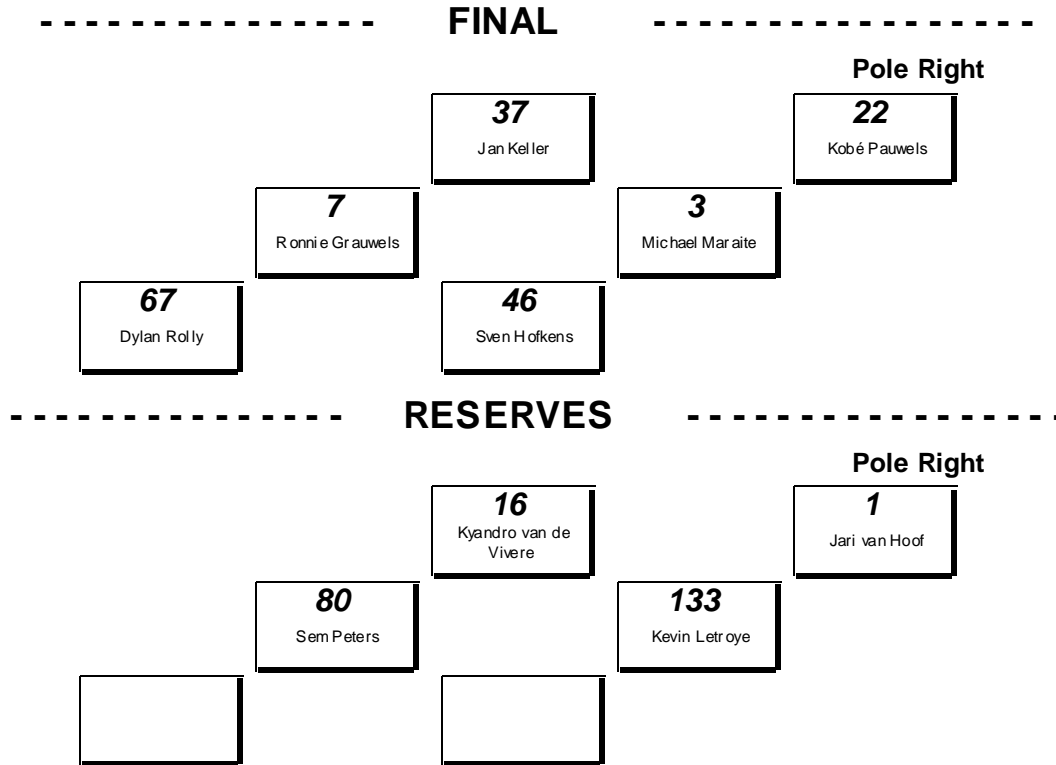 - - - - - - - - - - - - - - - FINAL - - - - - - - - - - - - - - - - -
Pole Right
37 22
Jan Keller Kobé Pauwels
7 3
Ronnie Grauwels Michael Maraite
67 46
Dylan Rolly Sven Hofkens
- - - - - - - - - - - - - - - RESERVES - - - - - - - - - - - - - - - - -
Pole Right
16 1
Kyandro van de
Vivere Jari van Hoof
80 133
Sem Peters Kevin Letroye